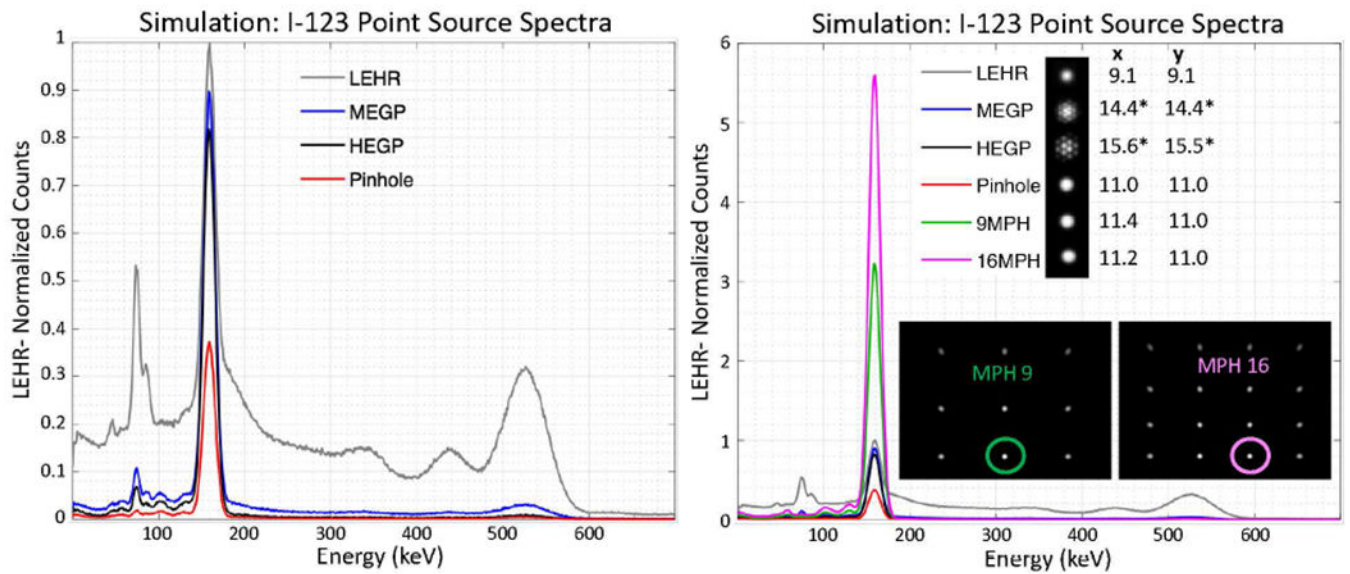 Simulation: I-123 Point Source Spectra
LEHR- Normalized Counts
1
0.9
0.8
0.7
0.6
0.5
0.4
0.3
0.2
0.1
0
LEHR
MEGP
HEGP
Pinhole
100 200 300 400 500 600
Energy (keV)
Simulation: I-123 Point Source Spectra
LEHR- Normalized Counts
6
5
4
3
2
1
0
x y
LEHR 9.1 9.1
MEGP 14.4* 14.4*
HEGP 15.6* 15.5*
Pinhole 11.0 11.0
9MPH 11.4 11.0
16MPH 11.2 11.0
MPH 9
MPH 16
100 200 300 400 500 600
Energy (keV)